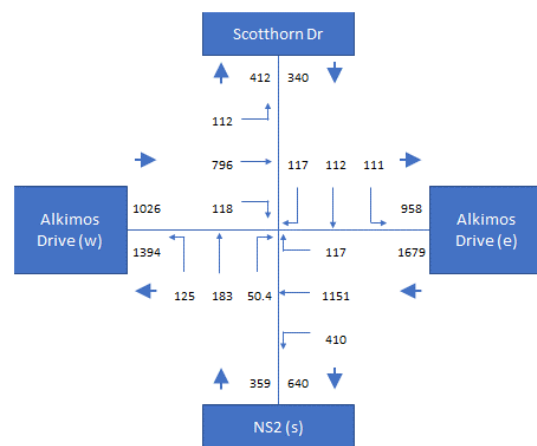 Scotthorn Dr
412 340
112
796 117 112 111
1026 118 958
Alkimos
Drive (w)
Alkimos
Drive (e)
1394 117 1679
125 183 50.4 1151
410
359 640
NS2 (s)